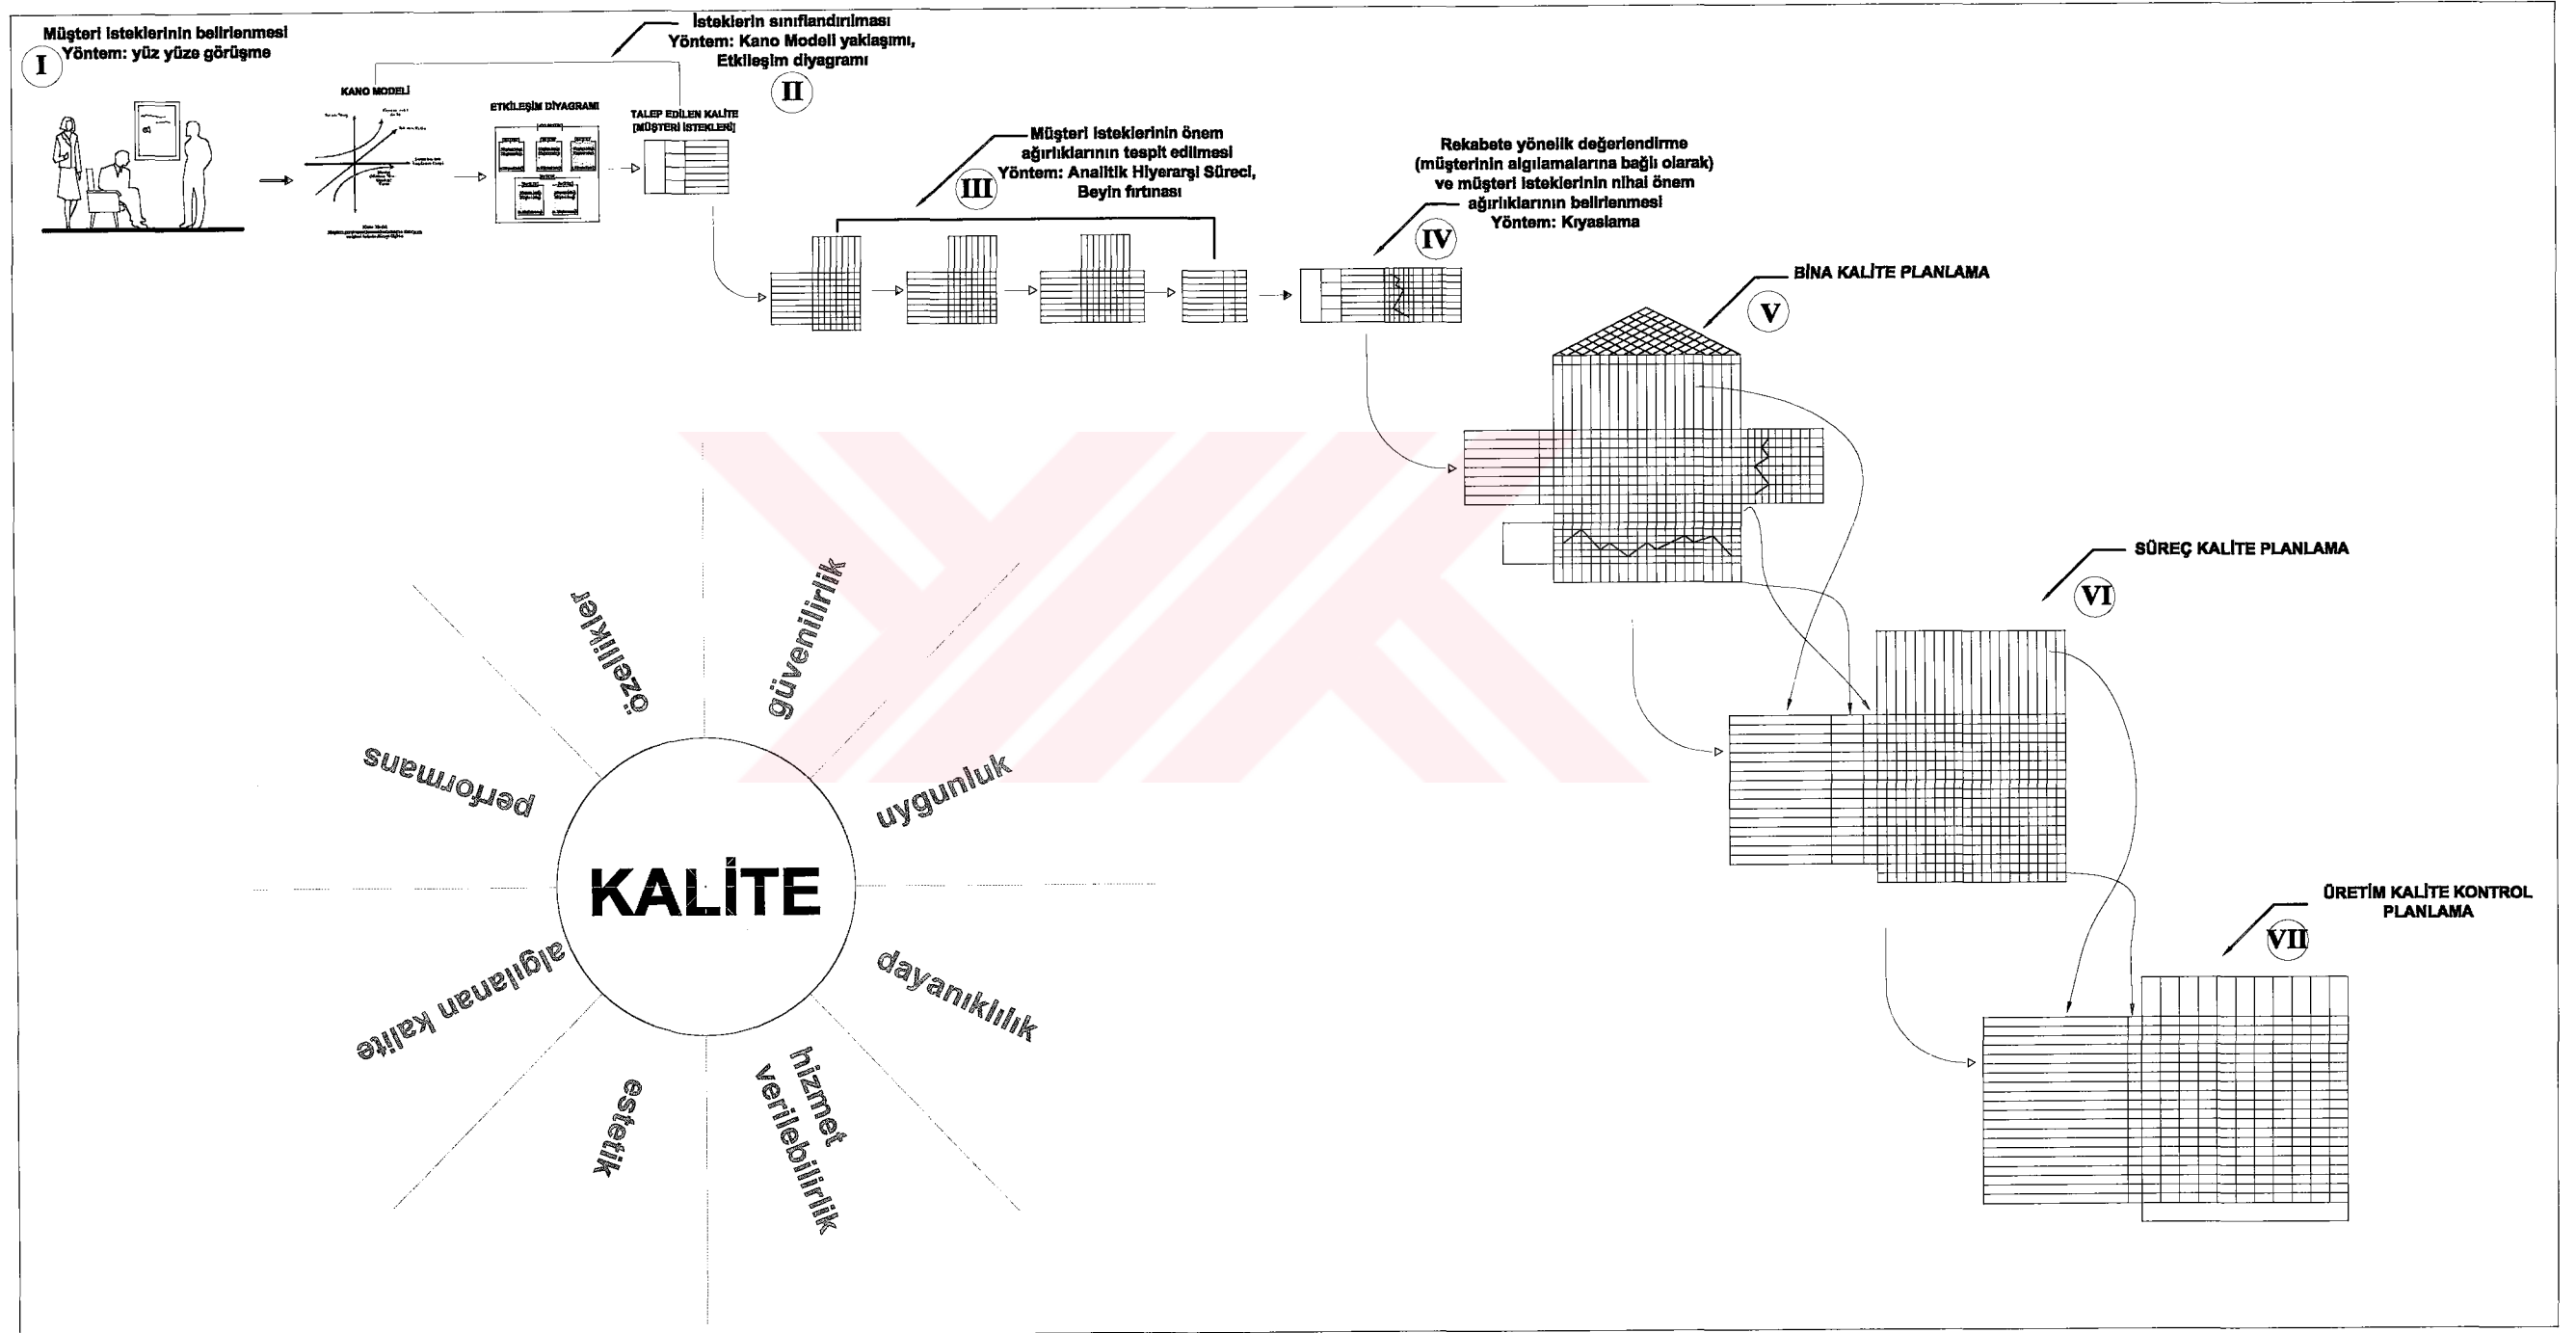 Müşteri isteklerinin belirlenmesi
Yöntem: yüz yüze görüşme
I
İsteklerin sınıflandırılması
Yöntem: Kano Modeli yaklaşımı,
Etkileşim diyagramı
II
KANO MODELİ
ETKİLEŞİM DİYAGRAMI
TALEP EDİLEN KALİTE
[MÜŞTERİ İSTEKLERİ]
Müşteri isteklerinin önem
ağırlıklarının tespit edilmesi
Yöntem: Analitik Hiyerarşi Süreci,
Beyin fırtınası
III
Rekabete yönelik değerlendirme
(müşterinin algılamalarına bağlı olarak)
ve müşteri isteklerinin nihai önem
ağırlıklarının belirlenmesi
Yöntem: Kıyaslama
IV
BİNA KALİTE PLANLAMA
V
SÜREÇ KALİTE PLANLAMA
VI
ÜRETİM KALİTE KONTROL
PLANLAMA
VII
özelikler
güvenilirlik
performans
uygunluk
KALİTE
algılanan kalite
dayanıklılık
estetik
hizmet
verilebilirlik